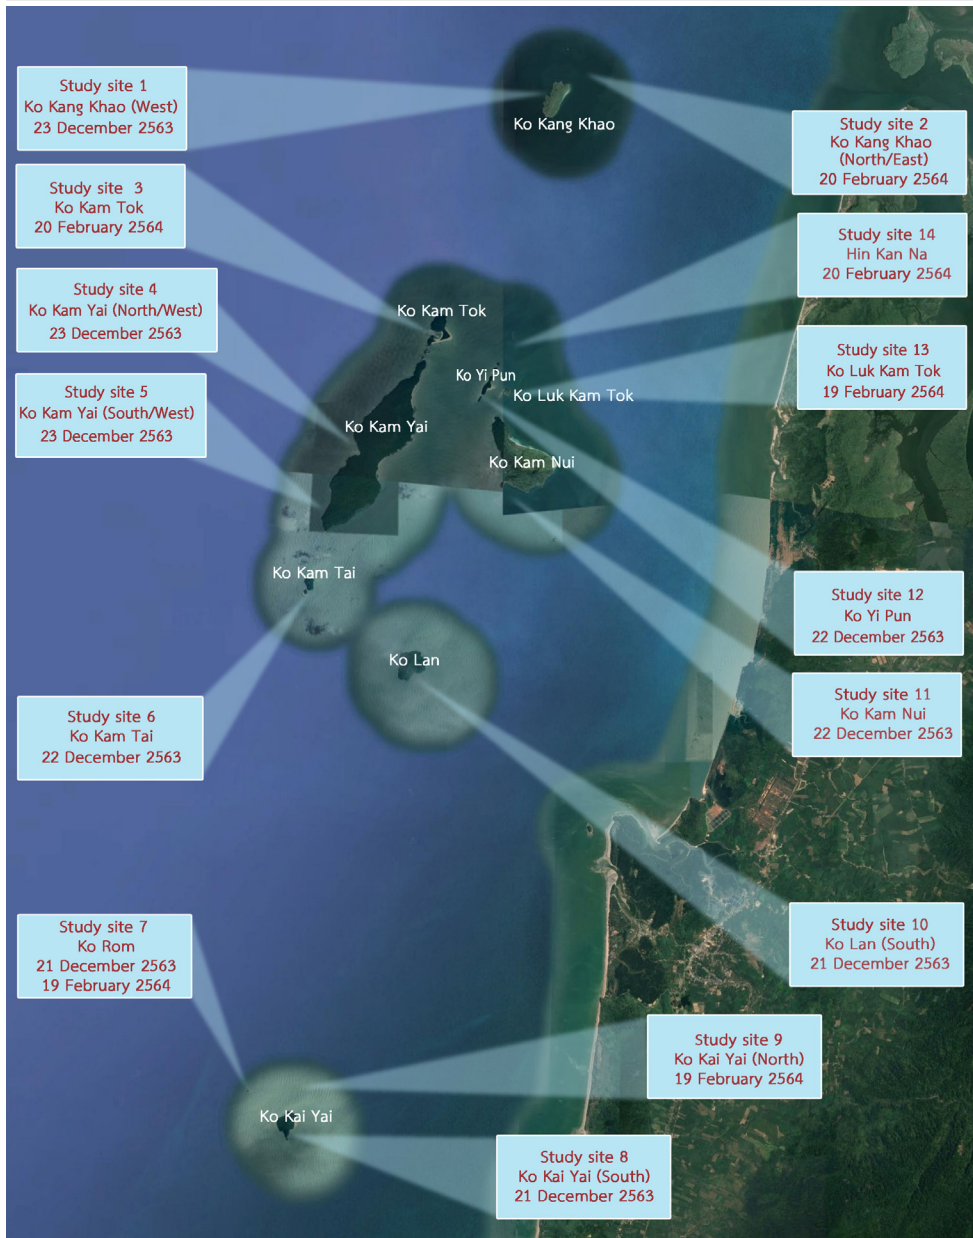 Study site 1
Ko Kang Khao (West)
23 December 2563
Ko Kang Khao
Study site 2
Ko Kang Khao
(North/East)
20 February 2564
Study site 3
Ko Kam Tok
20 February 2564
Study site 14
Hin Kan Na
20 February 2564
Study site 4
Ko Kam Yai (North/West)
23 December 2563
Ko Kam Tok
Ko Yi Pun
Ko Luk Kam Tok
Ko Kam Yai
Ko Kam Nui
Study site 13
Ko Luk Kam Tok
19 February 2564
Study site 5
Ko Kam Yai (South/West)
23 December 2563
Ko Kam Tai
Ko Lan
Study site 12
Ko Yi Pun
22 December 2563
Study site 6
Ko Kam Tai
22 December 2563
Study site 11
Ko Kam Nui
22 December 2563
Study site 7
Ko Rom
21 December 2563
19 February 2564
Study site 10
Ko Lan (South)
21 December 2563
Study site 9
Ko Kai Yai (North)
19 February 2564
Ko Kai Yai
Study site 8
Ko Kai Yai (South)
21 December 2563